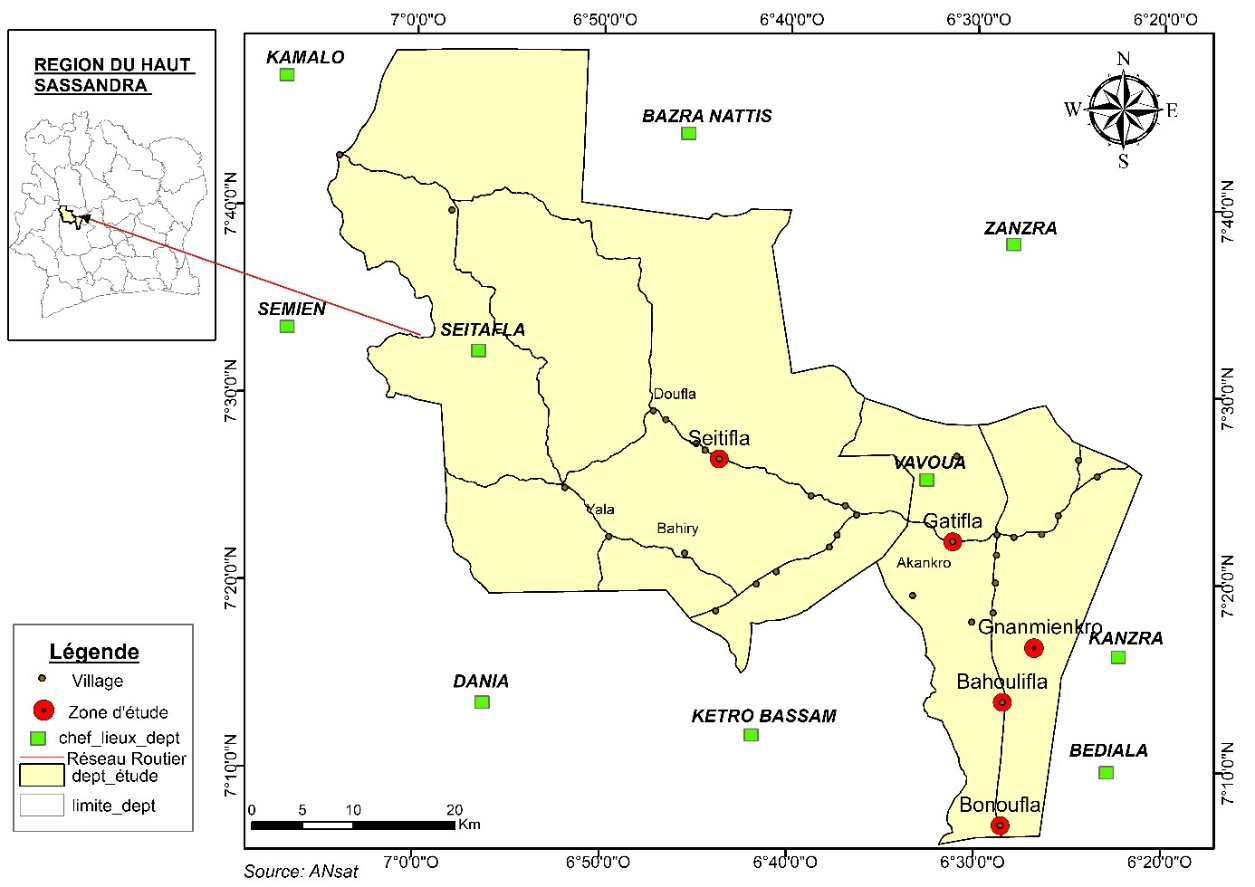 7°0'0"O 6°50'0"O 6°40'0"O 6°30'0"O 6°20'0"O
REGION DU HAUT
SASSANDRA
KAMALO
BAZRA NATTIS
N
W E
S
7°40'0"N
7°40'0"N
ZANZRA
SEMIEN
SEITAFLA
7°30'0"N
7°30'0"N
Doufla
Seitifla
VAVOUA
Yala
Bahiry
Gatifla
Akankro
7°20'0"N
7°20'0"N
Gnanmienkro
KANZRA
Légende
Village
Zone d'étude
chef_lieux_dept
Réseau Routier
dept_étude
limite_dept
DANIA
Bahoulifla
KETRO BASSAM
BEDIALA
7°10'0"N
7°10'0"N
Bonoufla
0 5 10 20
Km
7°0'0"O 6°50'0"O 6°40'0"O 6°30'0"O 6°20'0"O
Source: ANsat